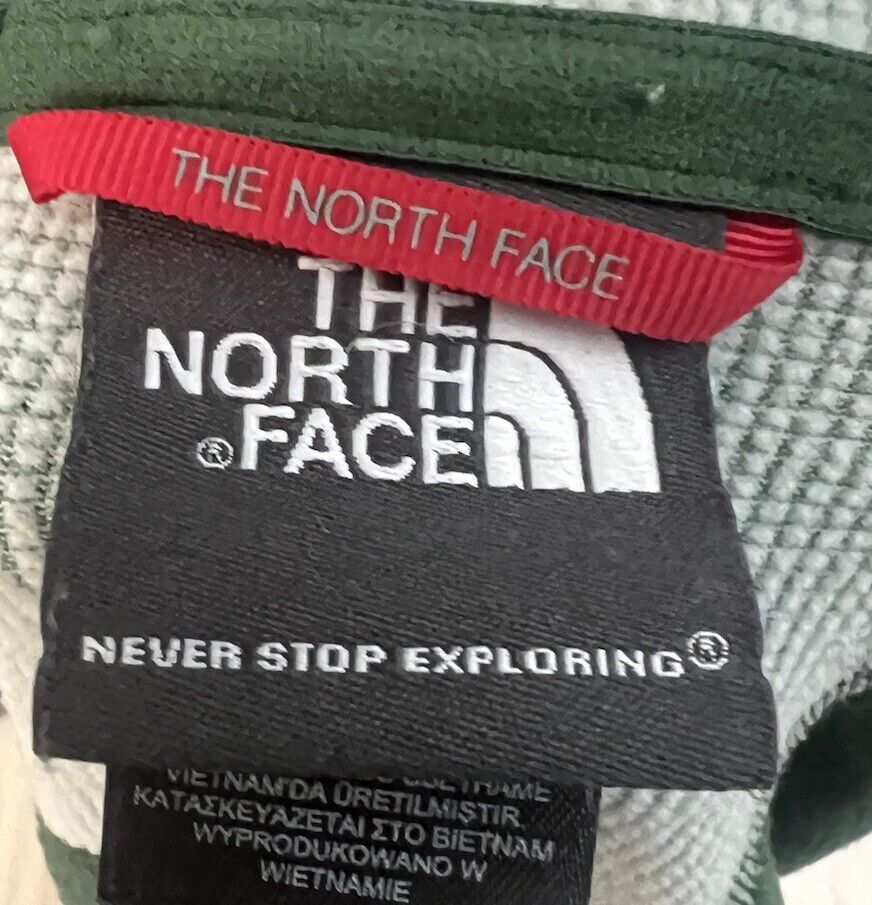 THE NORTH FACE
THE
NORTH
®FACE
NEVER STOP EXPLORING®
VIETNAM'DA ÜRETILMIŞTIR.
ΚΑΤΑΣΚΕΥΑΖΕΤΑΙ ΣΤΟ ΒΙΕΤΝΑΜ
WYPRODUKOWANO W
WIETNAMIE